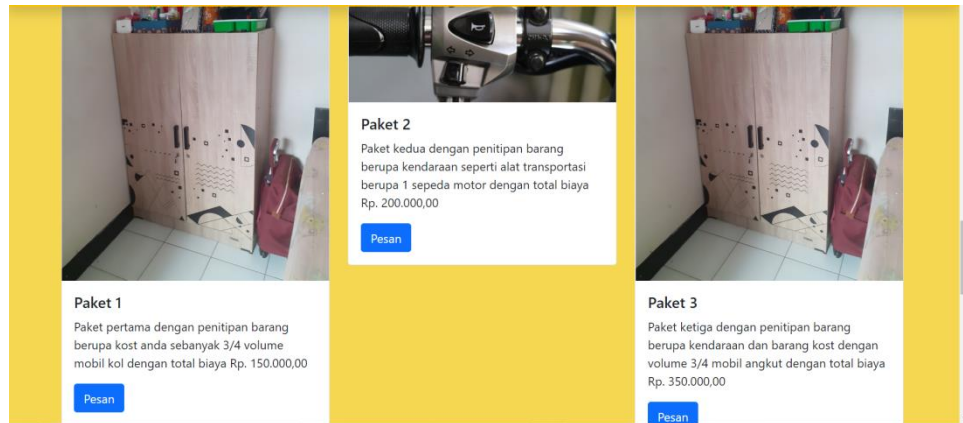 Paket 1
Paket pertama dengan penitipan barang
berupa kost anda sebanyak 3/4 volume
mobil kol dengan total biaya Rp. 150.000,00
Pesan
Paket 2
Paket kedua dengan penitipan barang
berupa kendaraan seperti alat transportasi
berupa 1 sepeda motor dengan total biaya
Rp. 200.000,00
Pesan
Paket 3
Paket ketiga dengan penitipan barang
berupa kendaraan dan barang kost dengan
volume 3/4 mobil angkut dengan total biaya
Rp. 350.000,00
Pesan